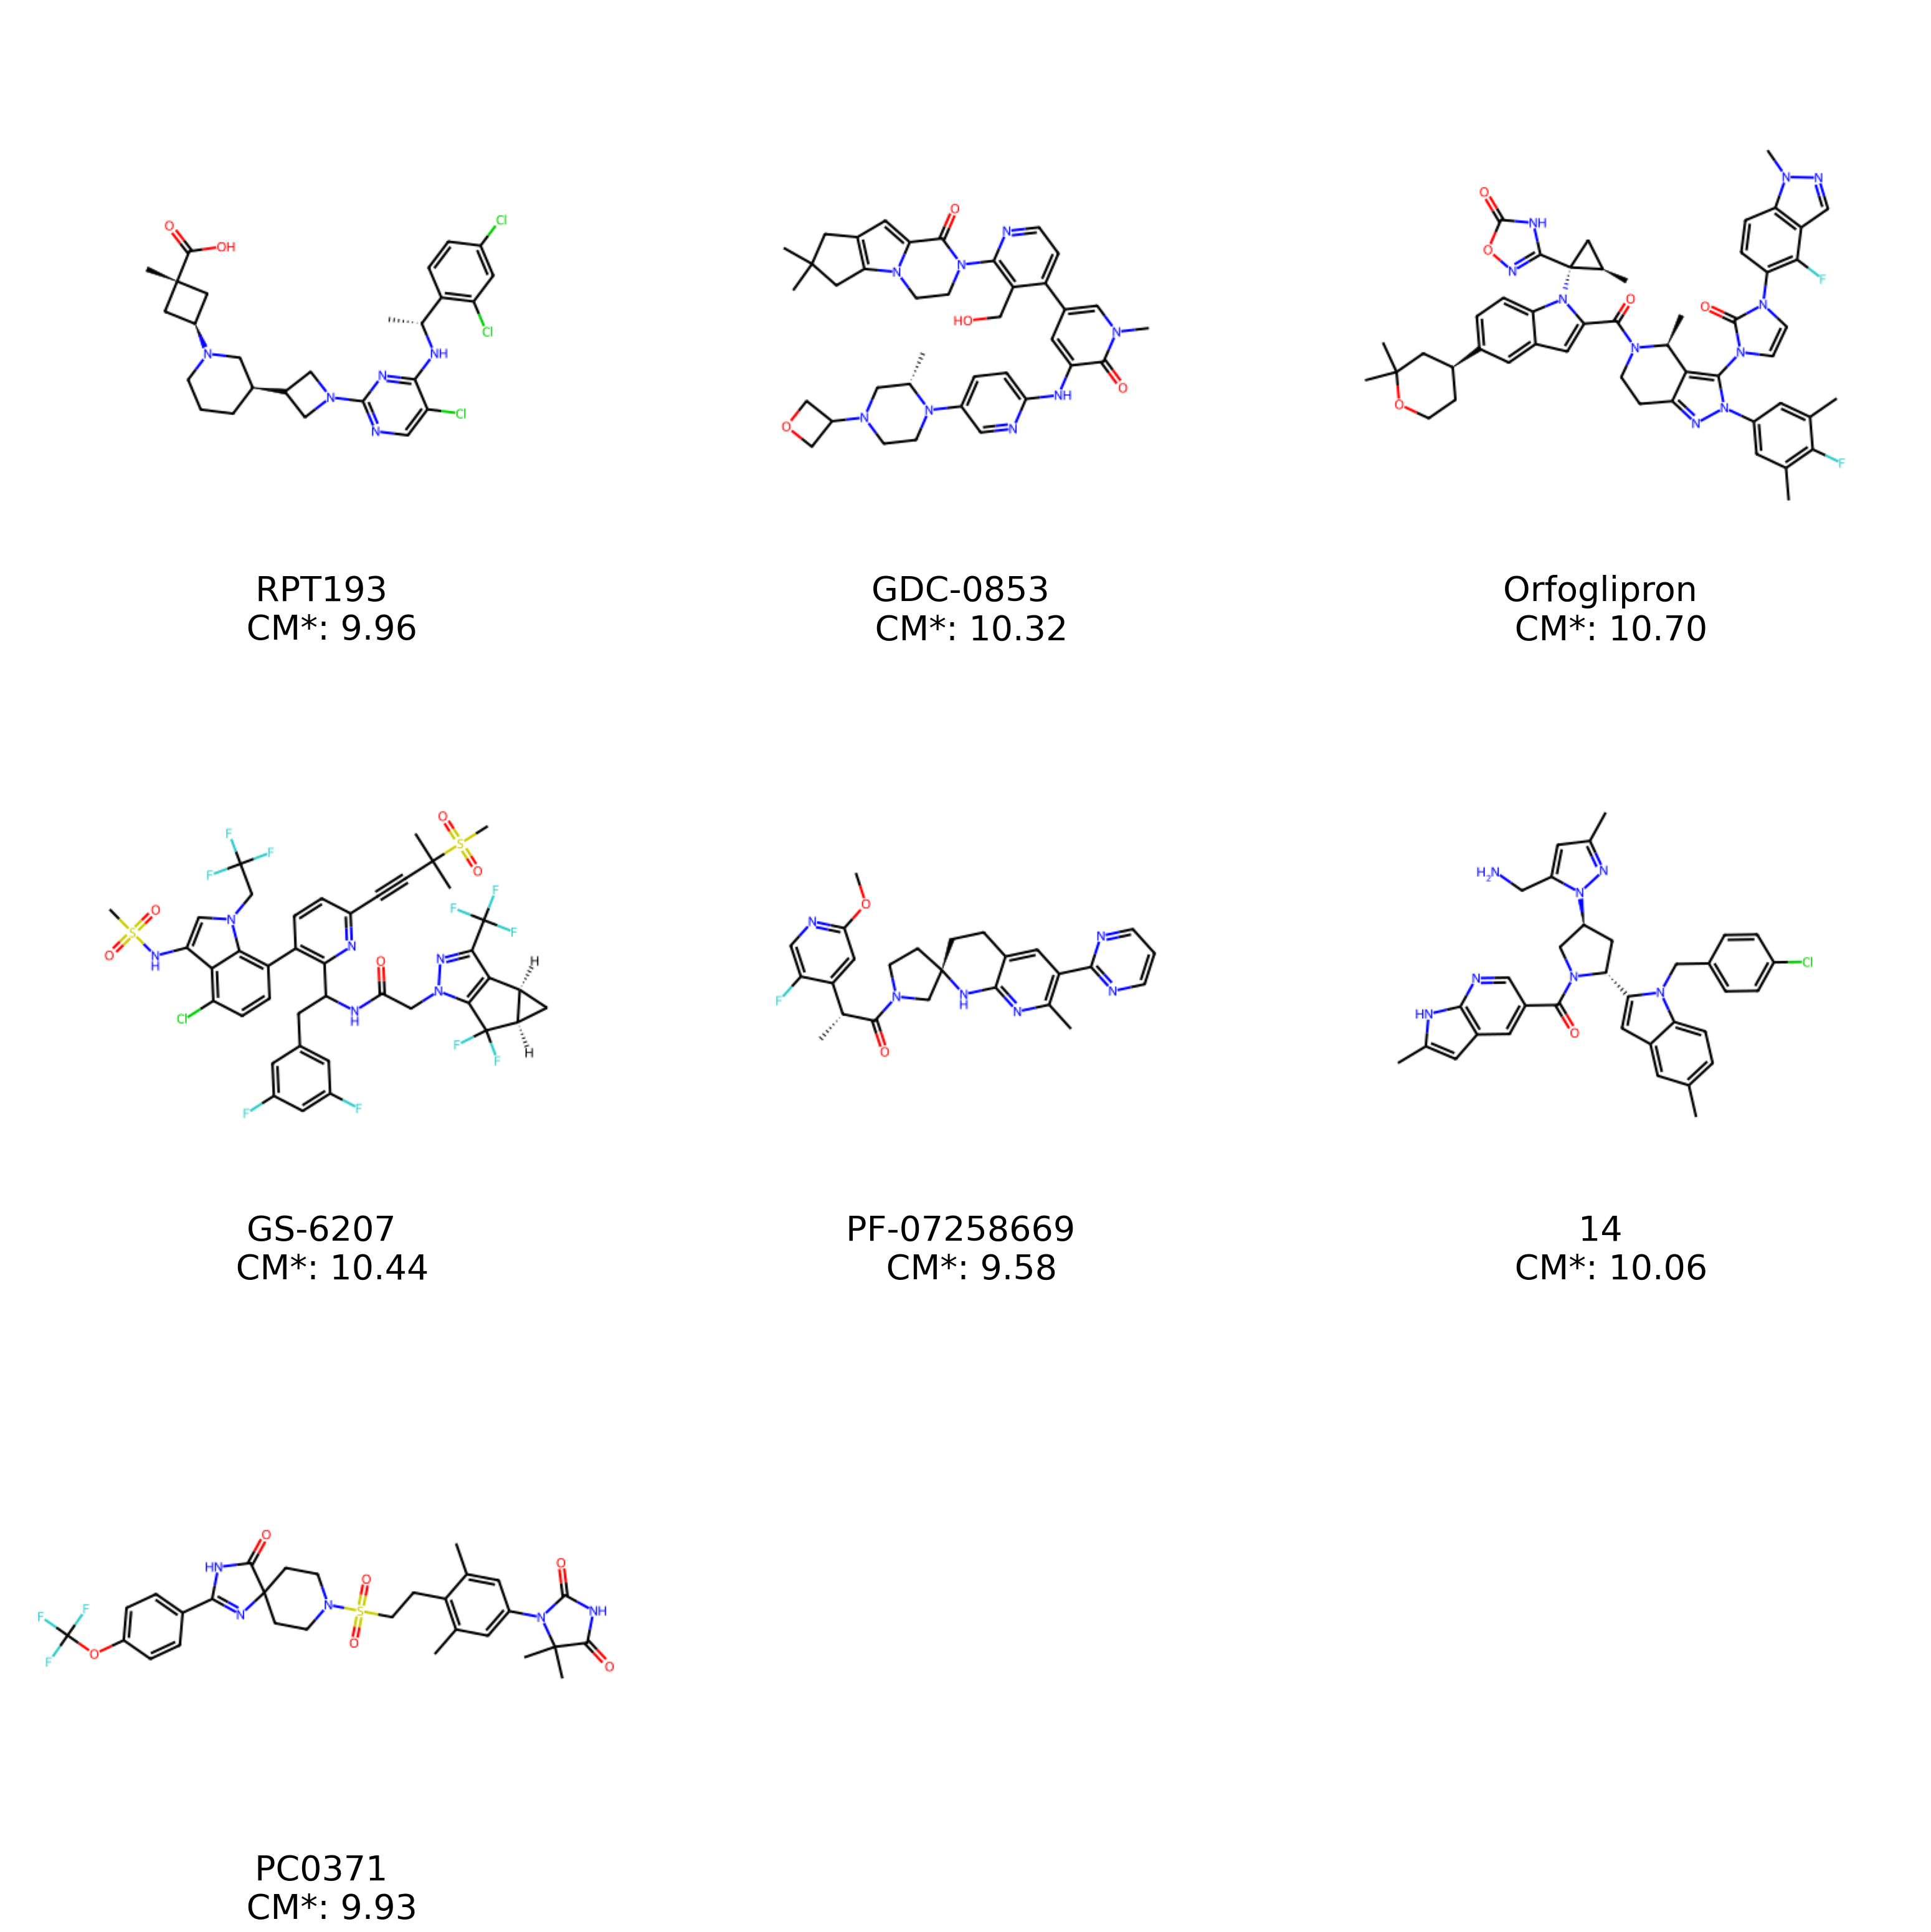 RPT193
CM*: 9.96
GDC-0853
CM*: 10.32
Orfoglipron
CM*: 10.70
GS-6207
CM*: 10.44
PF-07258669
CM*: 9.58
14
CM*: 10.06
PC0371
CM*: 9.93